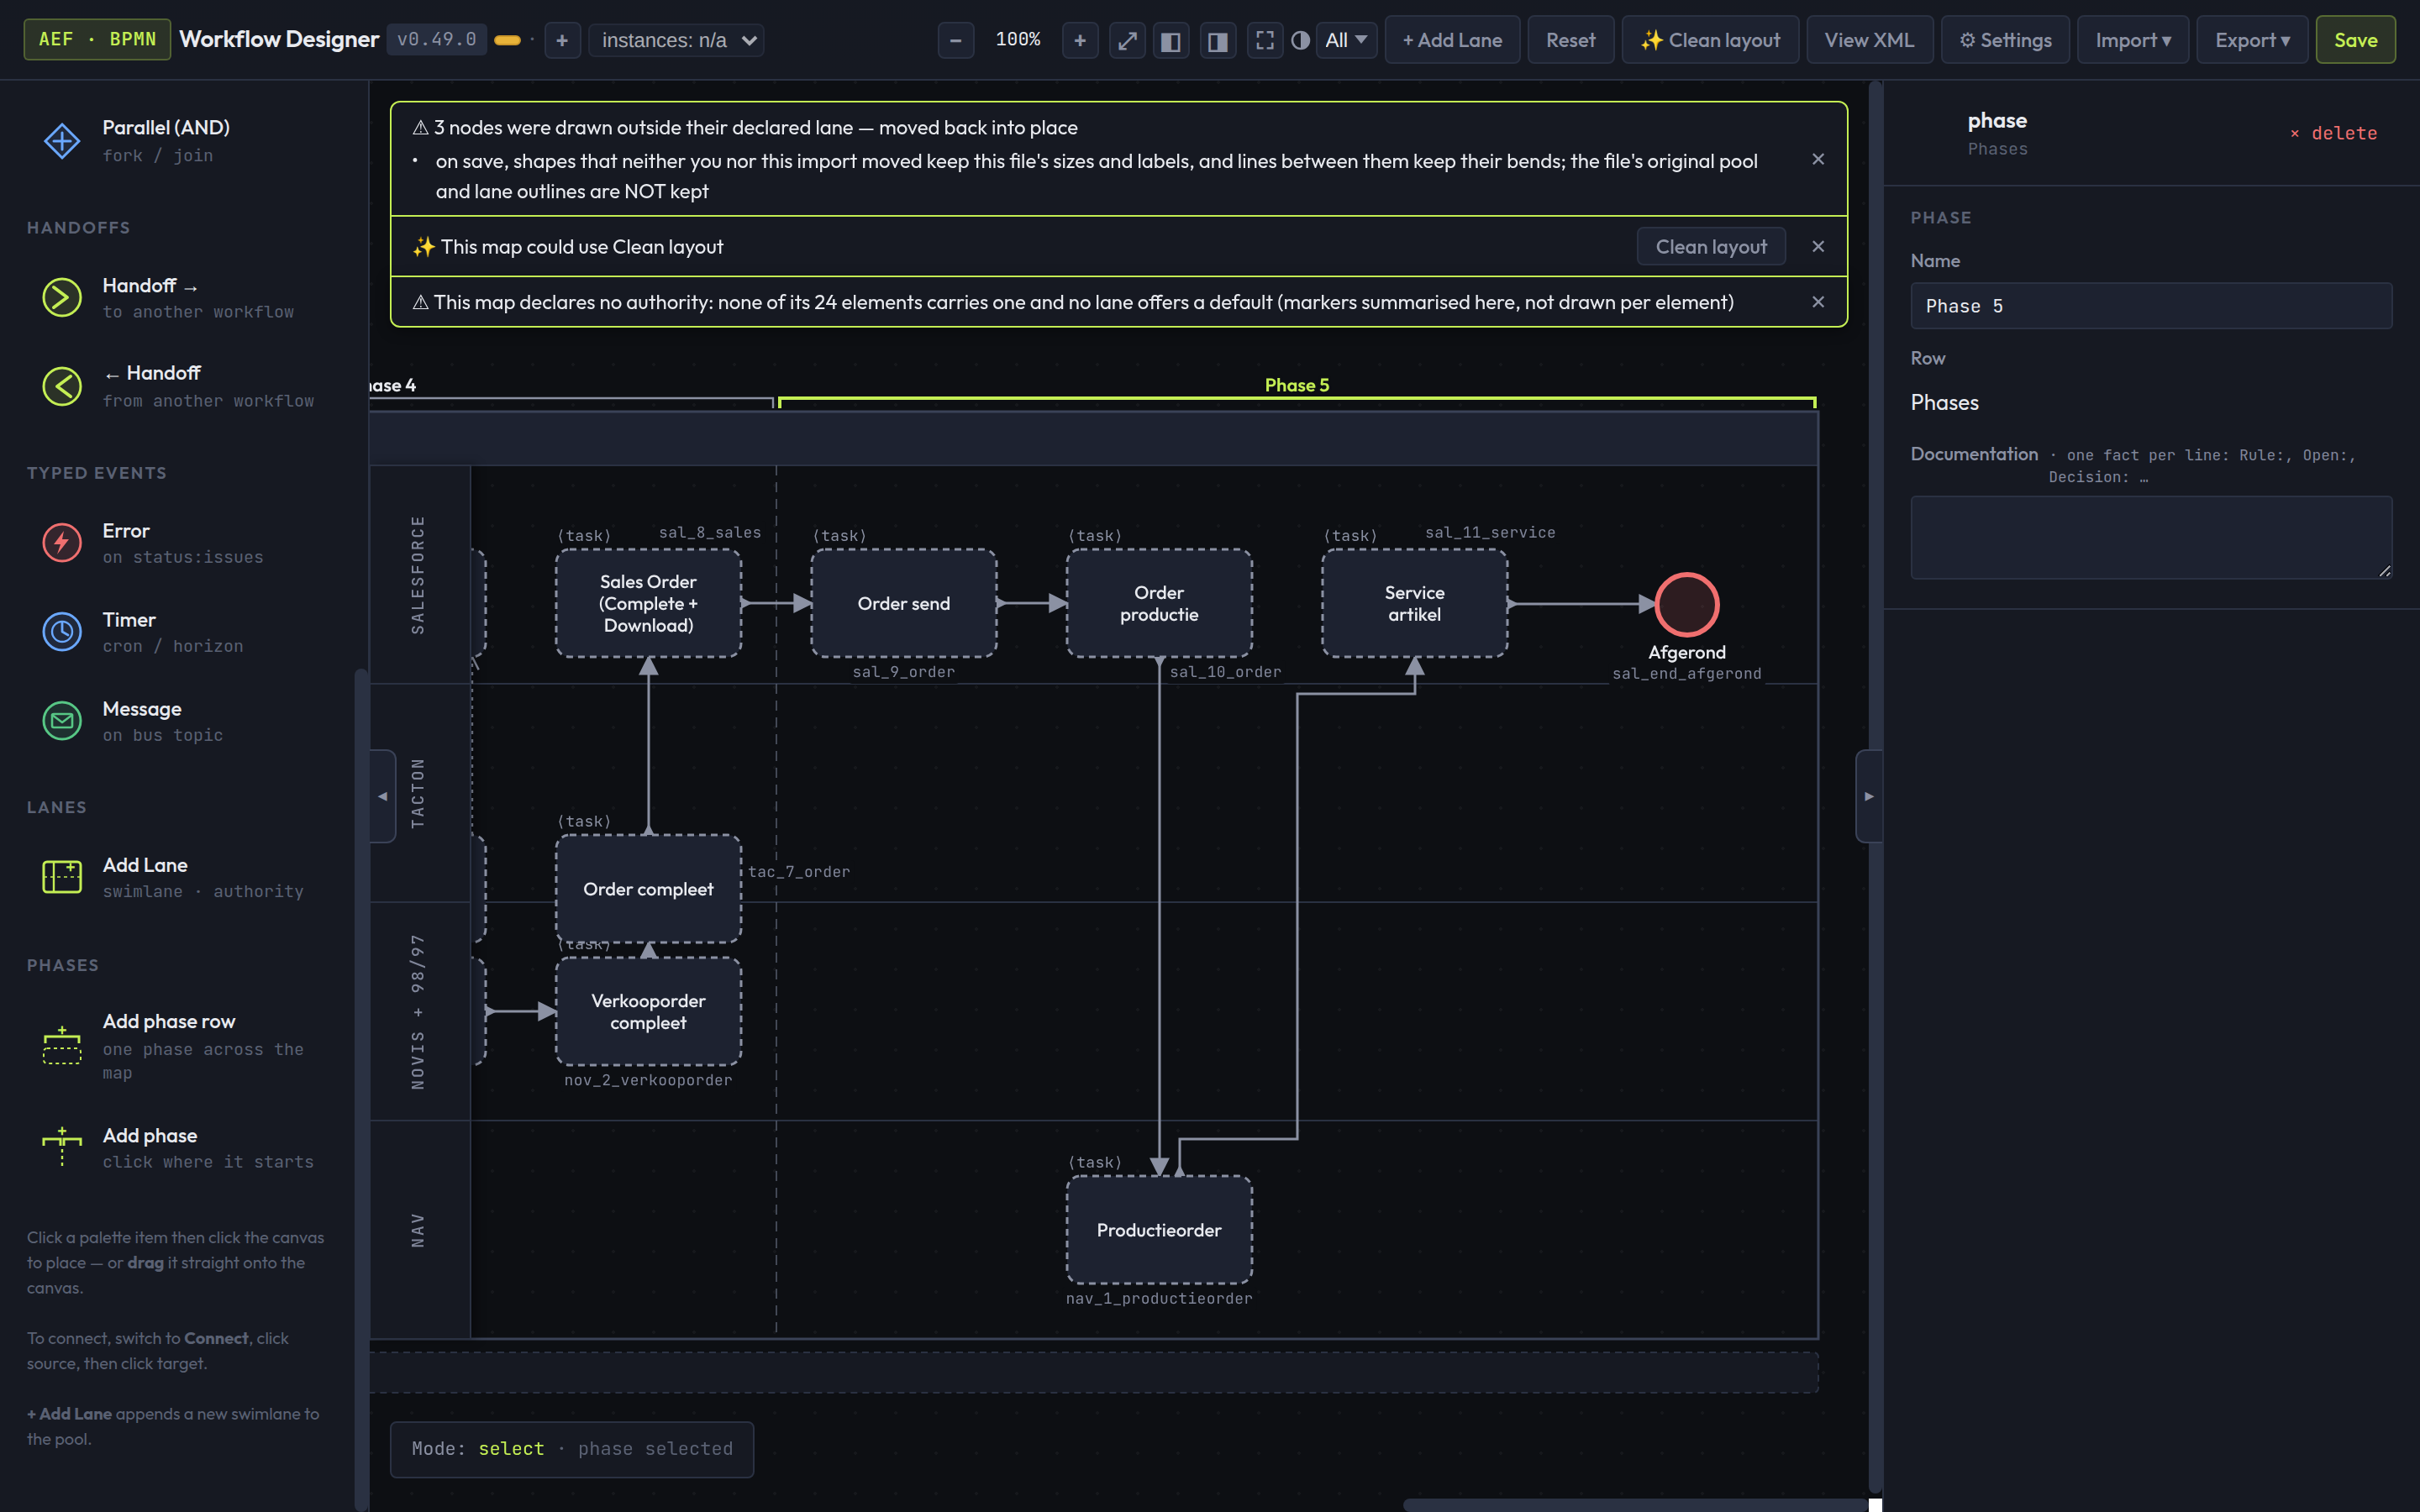 AEF · BPMN Workflow Designer v0.49.0 · + instances: n/a
− 100% + All + Add Lane Reset ✨ Clean layout View XML ⚙ Settings Import ▾ Export ▾ Save
Parallel (AND)
fork / join
HANDOFFS
Handoff →
to another workflow
← Handoff
from another workflow
TYPED EVENTS
Error
on status:issues
Timer
cron / horizon
Message
on bus topic
LANES
Add Lane
swimlane · authority
PHASES
Add phase row
one phase across the
map
Add phase
click where it starts
Click a palette item then click the canvas
to place — or drag it straight onto the
canvas.
To connect, switch to Connect, click
source, then click target.
+ Add Lane appends a new swimlane to
the pool.
⚠ 3 nodes were drawn outside their declared lane — moved back into place
• on save, shapes that neither you nor this import moved keep this file's sizes and labels, and lines between them keep their bends; the file's original pool
and lane outlines are NOT kept
✨ This map could use Clean layout
Clean layout
⚠ This map declares no authority: none of its 24 elements carries one and no lane offers a default (markers summarised here, not drawn per element)
hase 4
Phase 5
SALESFORCE
⟨task⟩
sal_8_sales
Sales Order
(Complete +
Download)
⟨task⟩
Order send
sal_9_order
⟨task⟩
Order
productie
sal_10_order
⟨task⟩
sal_11_service
Service
artikel
Afgerond
sal_end_afgerond
TACTON
⟨task⟩
Order compleet
tac_7_order
NOVIS + 98/97
⟨task⟩
Verkooporder
compleet
nov_2_verkooporder
NAV
⟨task⟩
Productieorder
nav_1_productieorder
Mode: select · phase selected
phase
Phases
× delete
PHASE
Name
Phase 5
Row
Phases
Documentation · one fact per line: Rule:, Open:,
Decision: …